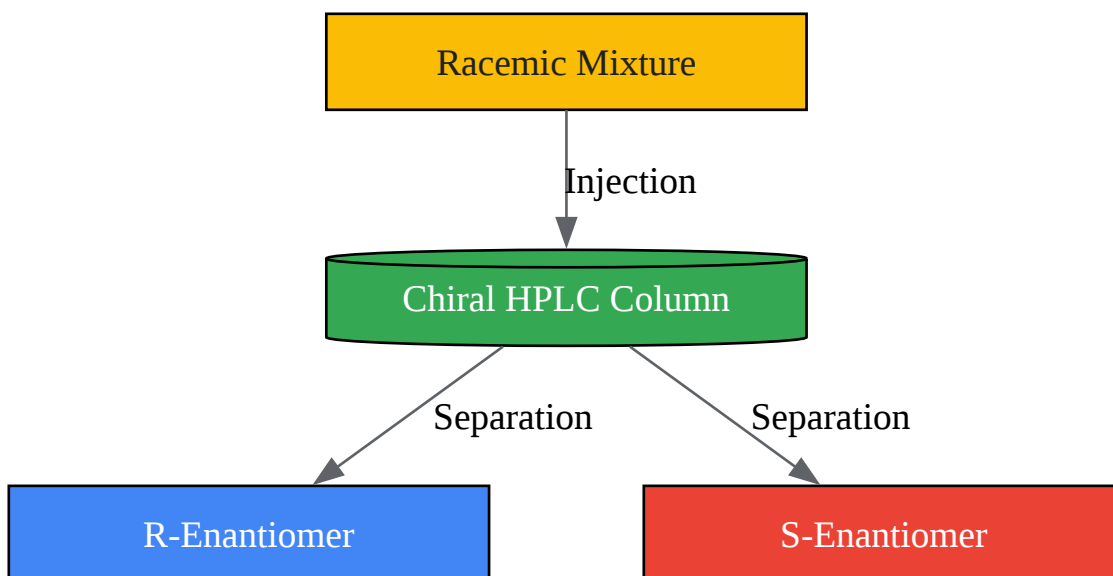 Racemic Mixture
Injection
Chiral HPLC Column
Separation
Separation
R-Enantiomer
S-Enantiomer